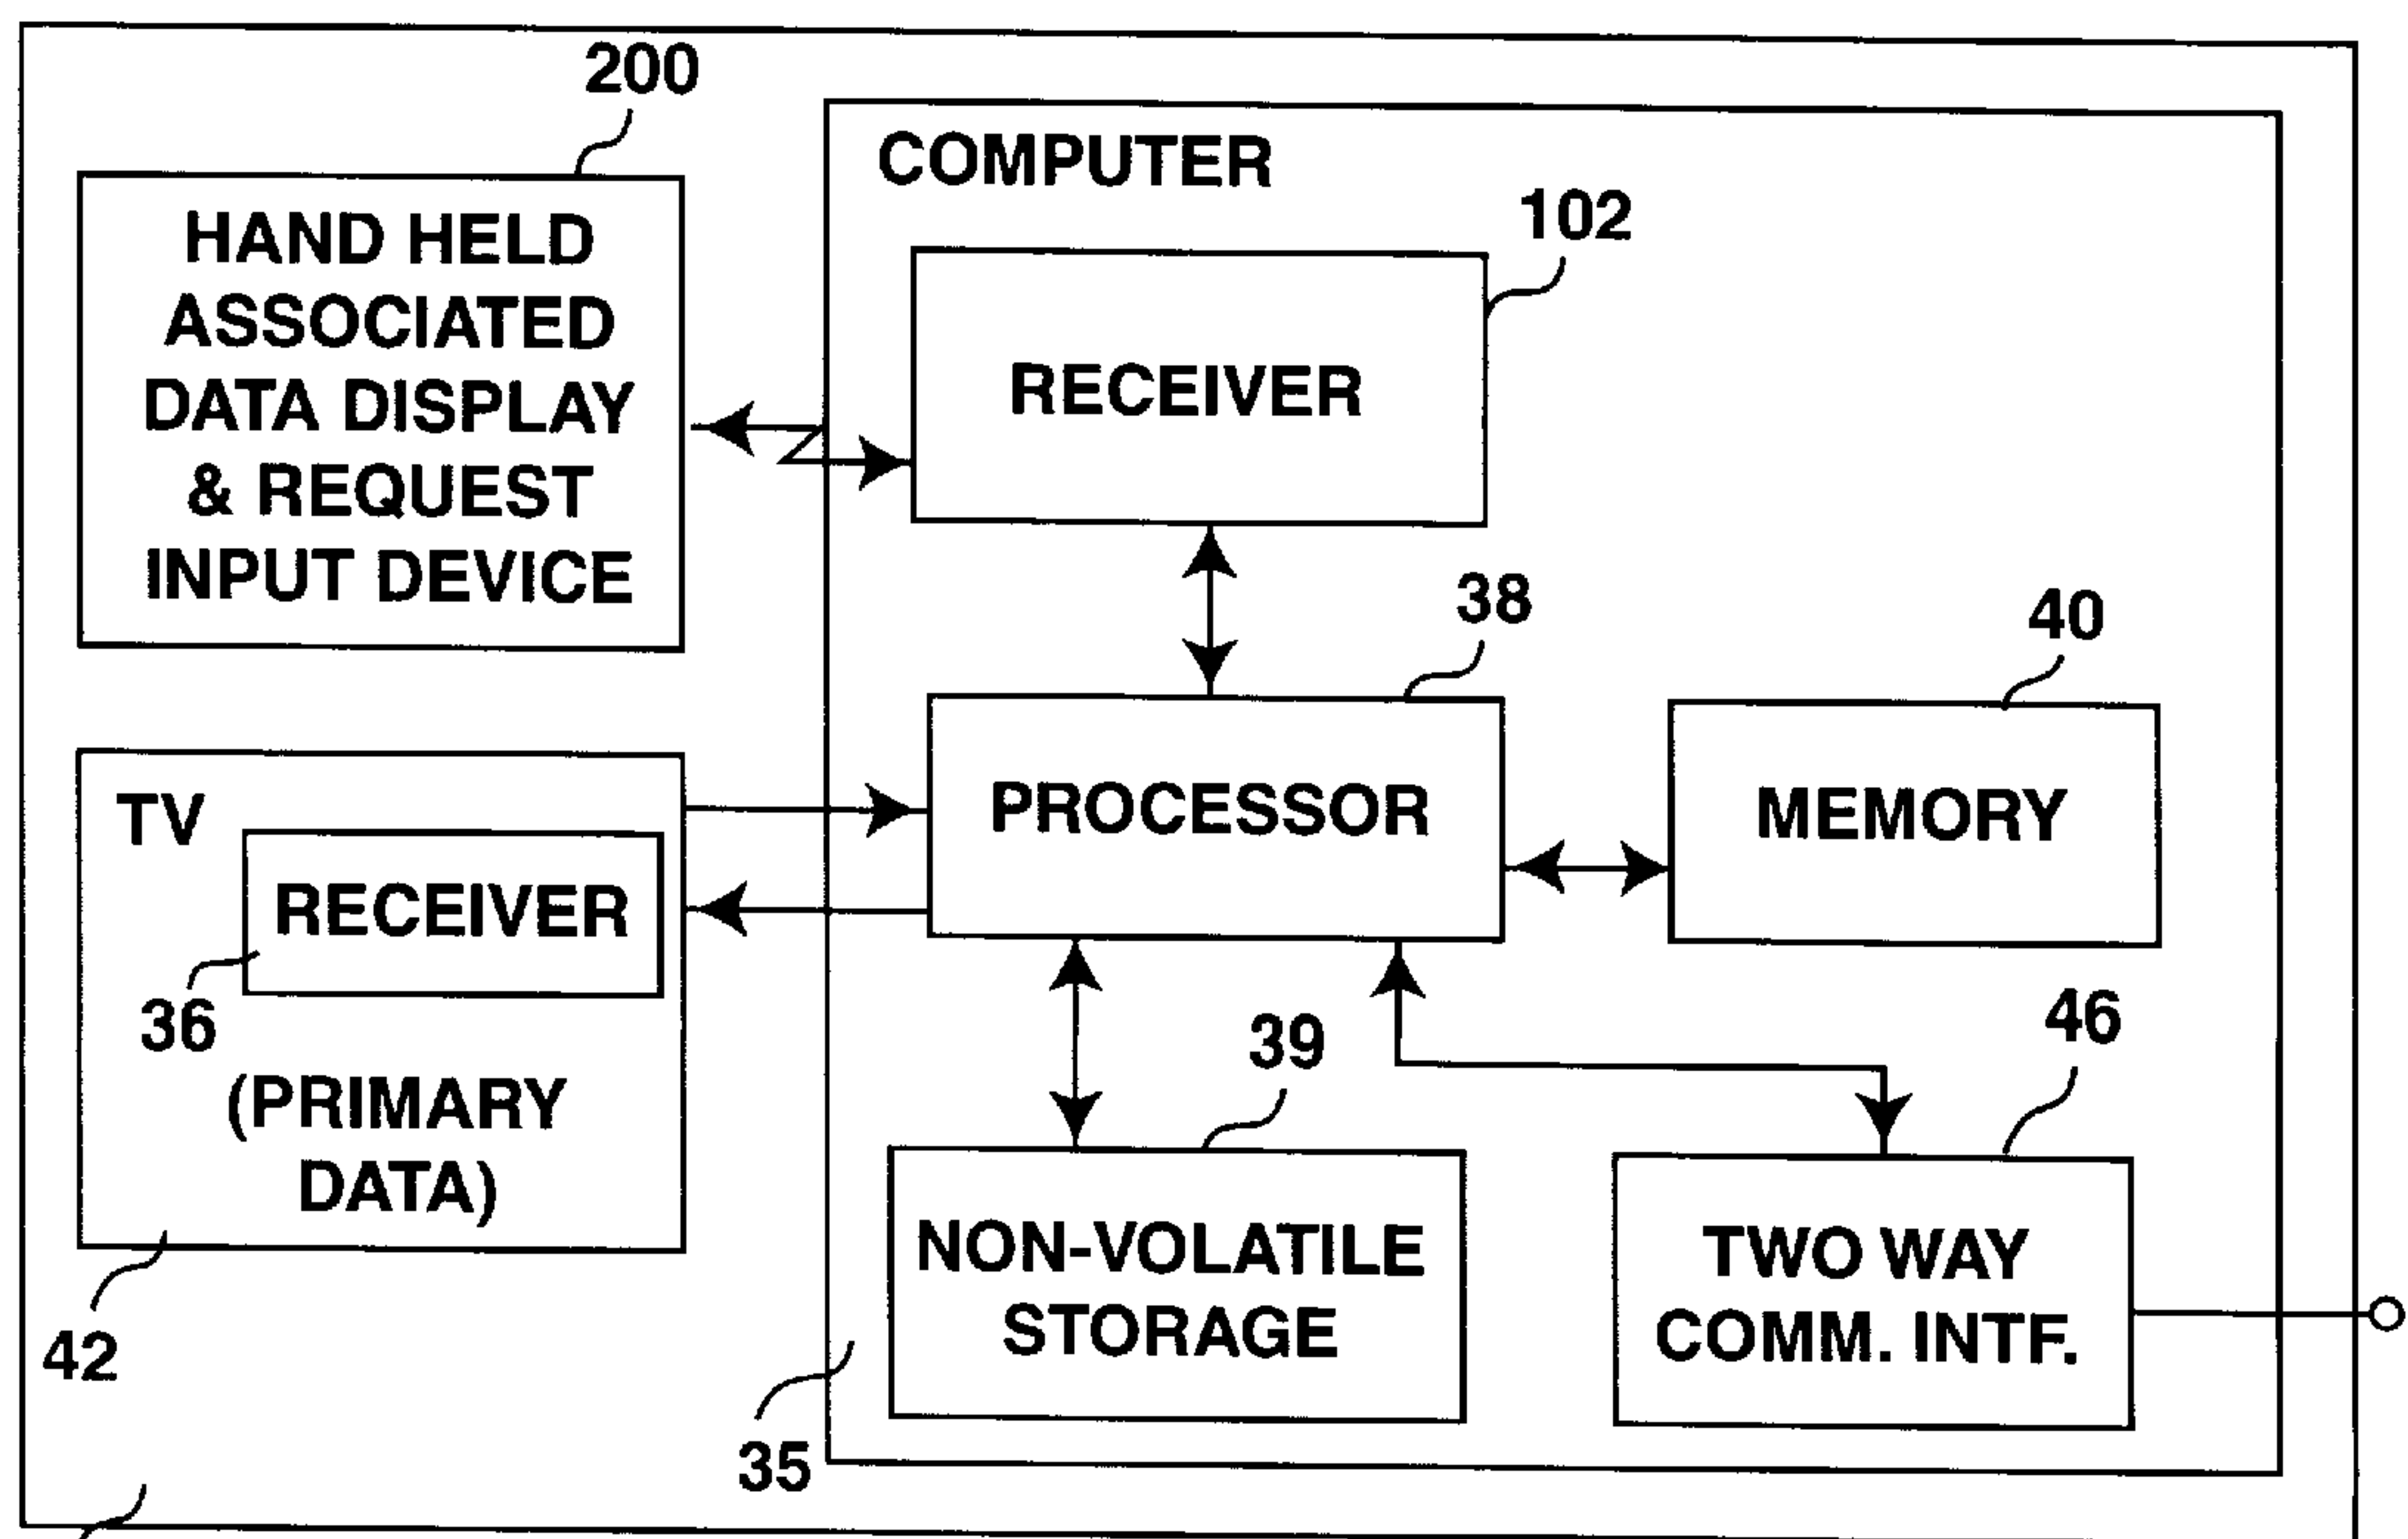 200
HAND HELD
ASSOCIATED
DATA DISPLAY
& REQUEST
INPUT DEVICE
COMPUTER
102
RECEIVER
38
PROCESSOR
40
MEMORY
TV
RECEIVER
36
(PRIMARY
DATA)
42
39
NON-VOLATILE
STORAGE
35
46
TWO WAY
COMM. INTF.